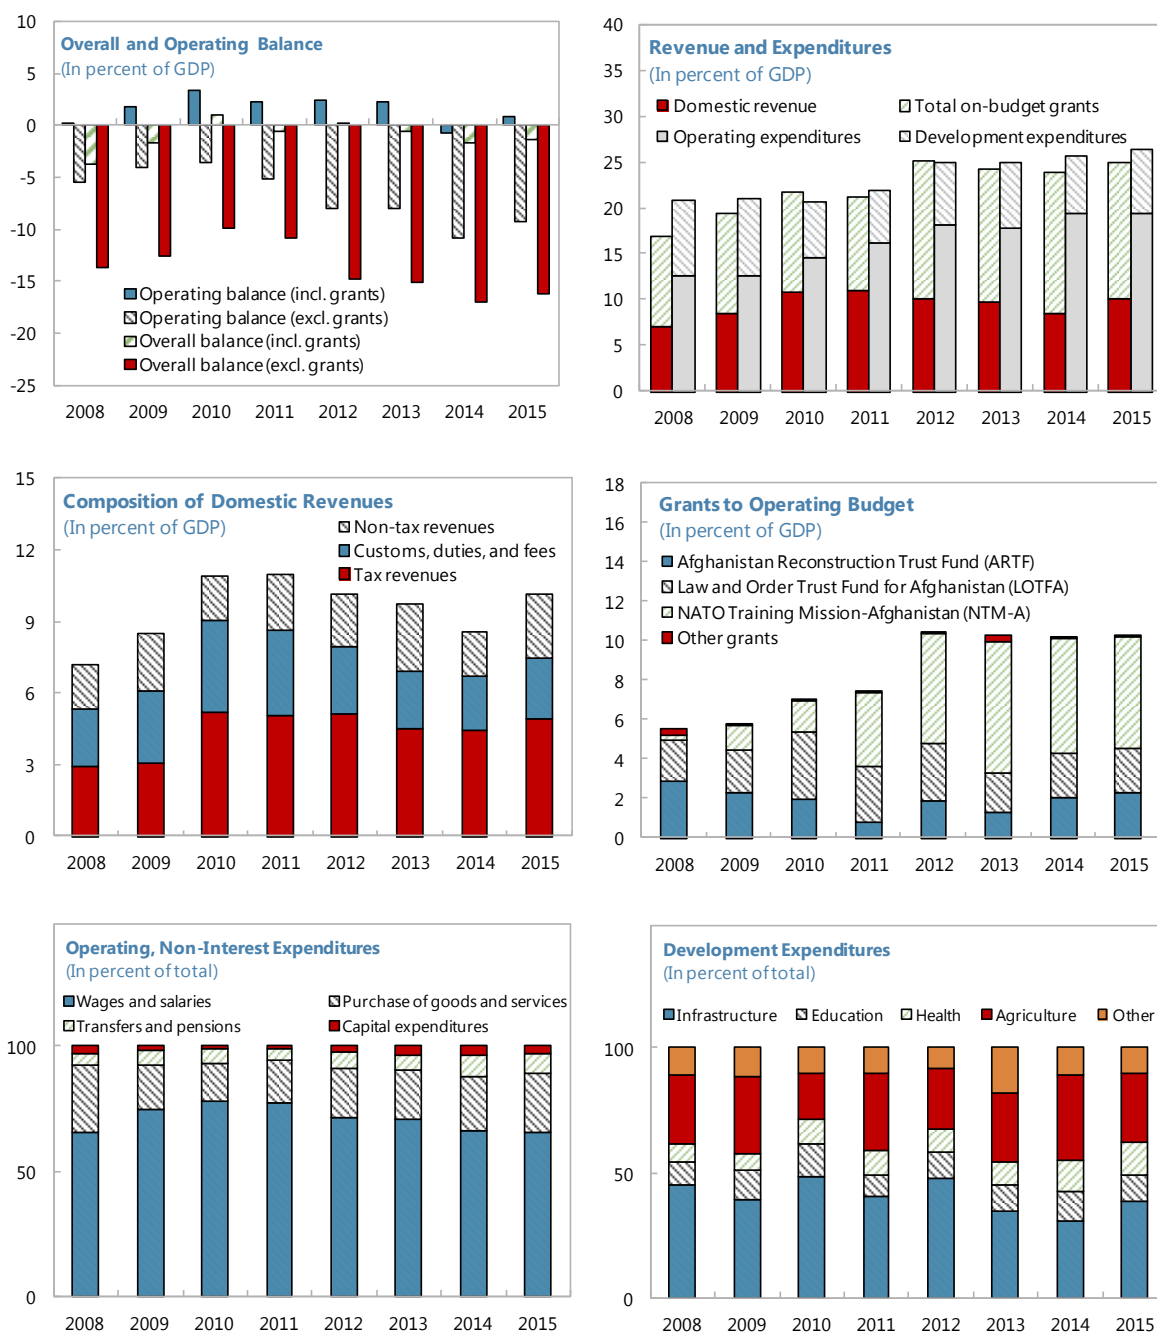 Overall and Operating Balance
(In percent of GDP)
10
5
0
-5
-10
-15
-20
-25
Operating balance (incl. grants)
Operating balance (excl. grants)
Overall balance (incl. grants)
Overall balance (excl. grants)
2008 2009 2010 2011 2012 2013 2014 2015
Revenue and Expenditures
(In percent of GDP)
40
35
30
25
20
15
10
5
0
Domestic revenue Total on-budget grants
Operating expenditures Development expenditures
2008 2009 2010 2011 2012 2013 2014 2015
Composition of Domestic Revenues
(In percent of GDP)
15
12
9
6
3
0
Non-tax revenues
Customs, duties, and fees
Tax revenues
2008 2009 2010 2011 2012 2013 2014 2015
Grants to Operating Budget
(In percent of GDP)
18
16
14
12
10
8
6
4
2
0
Afghanistan Reconstruction Trust Fund (ARTF)
Law and Order Trust Fund for Afghanistan (LOTFA)
NATO Training Mission-Afghanistan (NTM-A)
Other grants
2008 2009 2010 2011 2012 2013 2014 2015
Operating, Non-Interest Expenditures
(In percent of total)
Wages and salaries Purchase of goods and services
Transfers and pensions Capital expenditures
100
50
0
2008 2009 2010 2011 2012 2013 2014 2015
Development Expenditures
(In percent of total)
Infrastructure Education Health Agriculture Other
100
50
0
2008 2009 2010 2011 2012 2013 2014 2015